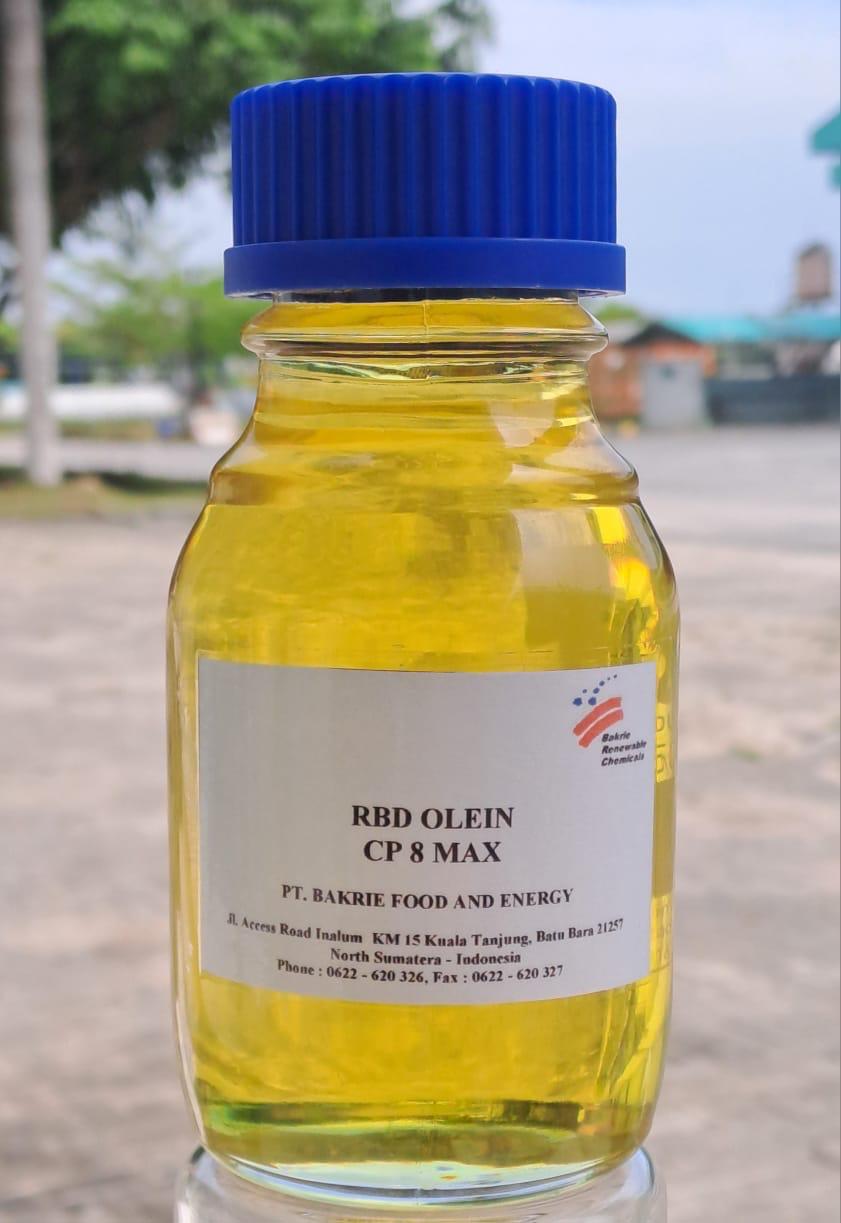 Bakrie
Renewable
Chemicals
RBD OLEIN
CP 8 MAX
PT. BAKRIE FOOD AND ENERGY
Jl. Access Road Inalum KM 15 Kuala Tanjung, Batu Bara 21257
North Sumatera - Indonesia
Phone : 0622 - 620 326, Fax : 0622 - 620 327